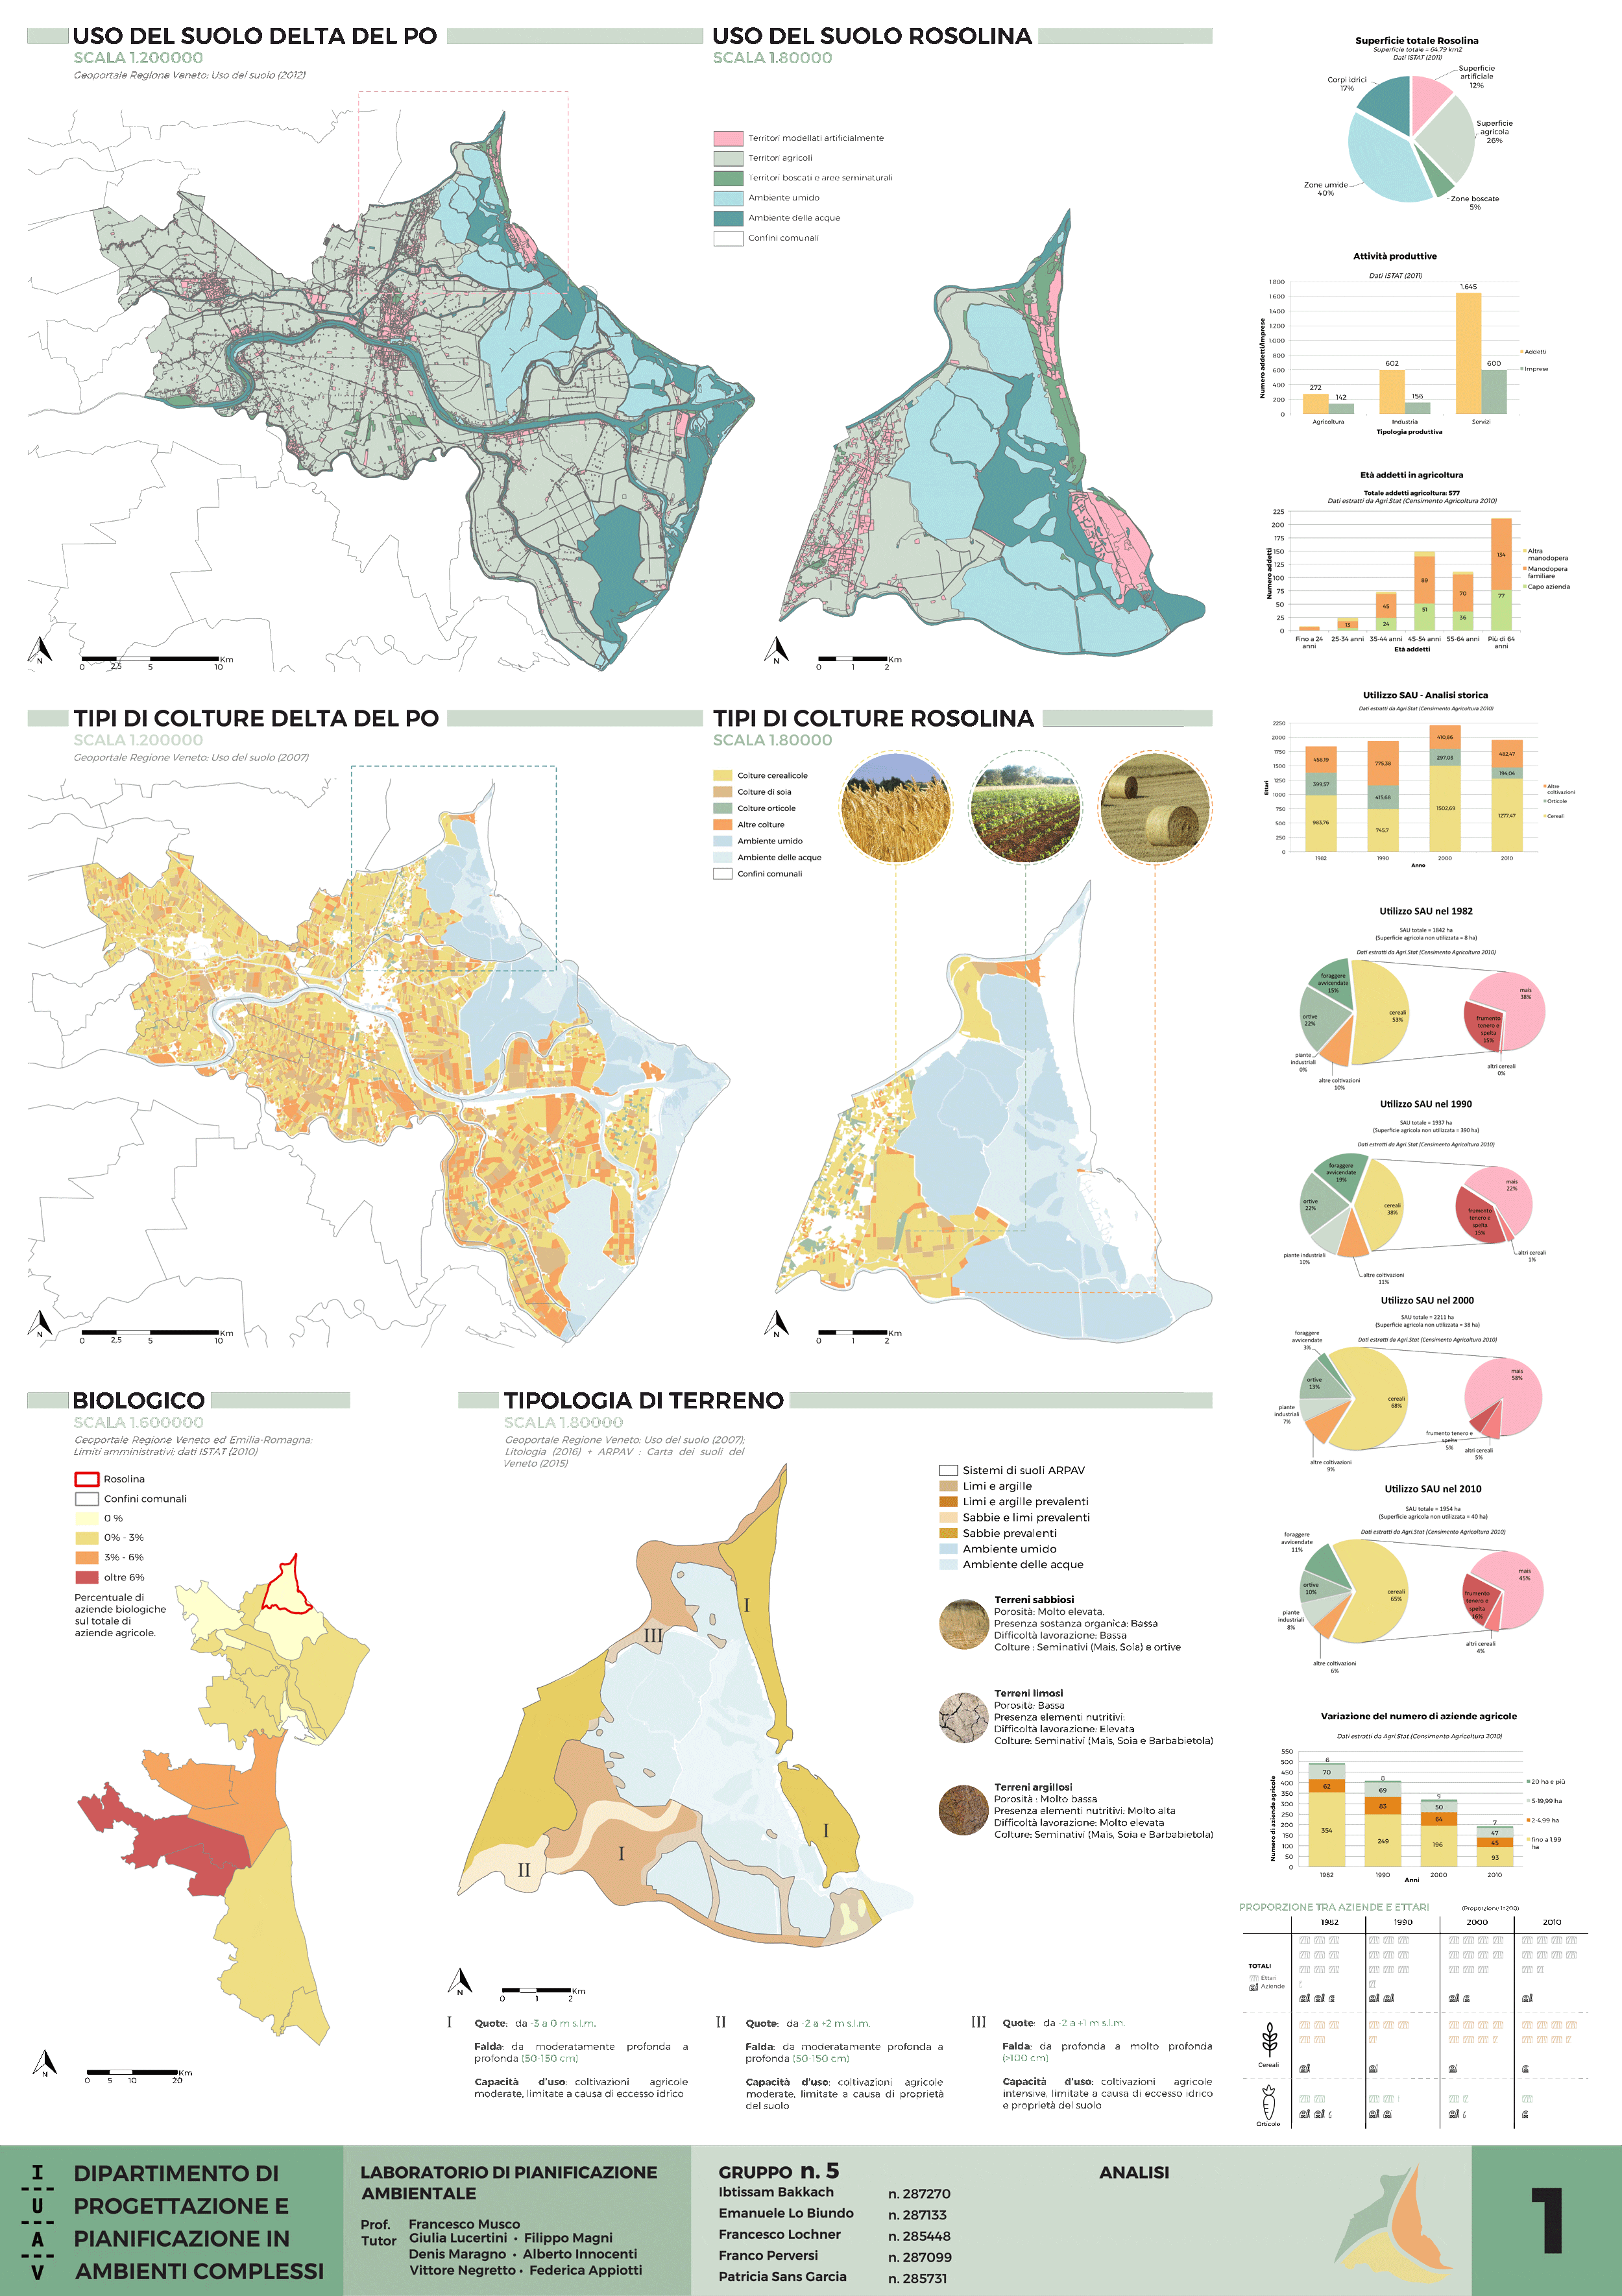 USO DEL SUOLO DELTA DEL PO
SCALA 1.200000
Geoportale Regione Veneto: Uso del suolo (2012)
N
0 2,5 5 10 Km
USO DEL SUOLO ROSOLINA
SCALA 1.80000
Territori modellati artificialmente
Territori agricoli
Territori boscati e aree seminaturali
Ambiente umido
Ambiente delle acque
Confini comunali
N
0 1 2 Km
TIPI DI COLTURE DELTA DEL PO
SCALA 1.200000
Geoportale Regione Veneto: Uso del suolo (2007)
N
0 2,5 5 10 Km
TIPI DI COLTURE ROSOLINA
SCALA 1.80000
Colture cerealicole
Colture di soia
Colture orticole
Altre colture
Ambiente umido
Ambiente delle acque
Confini comunali
N
0 1 2 Km
BIOLOGICO
SCALA 1.600000
Geoportale Regione Veneto ed Emilia-Romagna:
Limiti amministrativi; dati ISTAT (2010)
Rosolina
Confini comunali
0 %
0% - 3%
3% - 6%
oltre 6%
Percentuale di
aziende biologiche
sul totale di
aziende agricole.
N
0 5 10 20 Km
TIPOLOGIA DI TERRENO
SCALA 1.80000
Geoportale Regione Veneto: Uso del suolo (2007);
Litologia (2016) + ARPAV : Carta dei suoli del
Veneto (2015)
Sistemi di suoli ARPAV
Limi e argille
Limi e argille prevalenti
Sabbie e limi prevalenti
Sabbie prevalenti
Ambiente umido
Ambiente delle acque
I
III
I
I
II
Terreni sabbiosi
Porosità: Molto elevata.
Presenza sostanza organica: Bassa
Difficoltà lavorazione: Bassa
Colture : Seminativi (Mais, Soia) e ortive
Terreni limosi
Porosità: Bassa
Presenza elementi nutritivi:
Difficoltà lavorazione: Elevata
Colture: Seminativi (Mais, Soia e Barbabietola)
Terreni argillosi
Porosità : Molto bassa
Presenza elementi nutritivi: Molto alta
Difficoltà lavorazione: Molto elevata
Colture: Seminativi (Mais, Soia e Barbabietola)
N
0 1 2 Km
I Quote: da -3 a 0 m s.l.m.
Falda: da moderatamente profonda a
profonda (50-150 cm)
Capacità d'uso: coltivazioni agricole
moderate, limitate a causa di eccesso idrico
II Quote: da -2 a +2 m s.l.m.
Falda: da moderatamente profonda a
profonda (50-150 cm)
Capacità d'uso: coltivazioni agricole
moderate, limitate a causa di proprietà
del suolo
III Quote: da -2 a +1 m s.l.m.
Falda: da profonda a molto profonda
(>100 cm)
Capacità d'uso: coltivazioni agricole
intensive, limitate a causa di eccesso idrico
e proprietà del suolo
Superficie totale Rosolina
Superficie totale = 64.79 km2
Dati ISTAT (2011)
Corpi idrici
17%
Superficie
artificiale
12%
Superficie
agricola
26%
Zone umide
40%
Zone boscate
5%
Attività produttive
Dati ISTAT (2011)
Numero addetti/imprese
1.800
1.600
1.400
1.200
1.000
800
600
400
200
0
272
142
602
156
1.645
600
Addetti
Imprese
Agricoltura Industria Servizi
Tipologia produttiva
Età addetti in agricoltura
Totale addetti agricoltura: 577
Dati estratti da Agri.Stat (Censimento Agricoltura 2010)
Numero addetti
225
200
175
150
125
100
75
50
25
0
13
45
24
89
51
70
36
134
77
Altra
manodopera
Manodopera
familiare
Capo azienda
Fino a 24
anni
25-34 anni 35-44 anni 45-54 anni 55-64 anni
Più di 64
anni
Età addetti
Utilizzo SAU - Analisi storica
Dati estratti da Agri.Stat (Censimento Agricoltura 2010)
Ettari
2250
2000
1750
1500
1250
1000
750
500
250
0
458,19
399,57
983,76
775,38
415,68
745,7
410,86
297,03
1502,69
482,47
194,04
1277,47
Altre
coltivazioni
Orticole
Cereali
1982 1990 2000 2010
Anno
Utilizzo SAU nel 1982
SAU totale = 1842 ha
(Superficie agricola non utilizzata = 8 ha)
Dati estratti da Agri.Stat (Censimento Agricoltura 2010)
foraggere
avvicendate
15%
ortive
22%
piante
industriali
0%
altre coltivazioni
10%
cereali
53%
mais
38%
frumento
tenero e
spelta
15%
altri cereali
0%
Utilizzo SAU nel 1990
SAU totale = 1937 ha
(Superficie agricola non utilizzata = 390 ha)
Dati estratti da Agri.Stat (Censimento Agricoltura 2010)
foraggere
avvicendate
19%
ortive
22%
piante industriali
10%
altre coltivazioni
11%
cereali
38%
mais
22%
frumento
tenero e
spelta
15%
altri cereali
1%
Utilizzo SAU nel 2000
SAU totale = 2211 ha
(Superficie agricola non utilizzata = 38 ha)
Dati estratti da Agri.Stat (Censimento Agricoltura 2010)
foraggere
avvicendate
3%
ortive
13%
piante
industriali
7%
altre coltivazioni
9%
cereali
68%
mais
58%
frumento tenero e
spelta
5%
altri cereali
5%
Utilizzo SAU nel 2010
SAU totale = 1954 ha
(Superficie agricola non utilizzata = 40 ha)
Dati estratti da Agri.Stat (Censimento Agricoltura 2010)
foraggere
avvicendate
11%
ortive
10%
piante
industriali
8%
altre coltivazioni
6%
cereali
65%
mais
45%
frumento
tenero e
spelta
16%
altri cereali
4%
Variazione del numero di aziende agricole
Dati estratti da Agri.Stat (Censimento Agricoltura 2010)
Numero di aziende agricole
550
500
450
400
350
300
250
200
150
100
50
0
6
70
62
354
8
69
83
249
9
50
64
196
7
47
45
93
20 ha e più
5-19,99 ha
2-4,99 ha
fino a 1,99
ha
1982 1990 2000 2010
Anni
PROPORZIONE TRA AZIENDE E ETTARI (Proporzione 1=200)
1982 1990 2000 2010
TOTALI
Ettari
Aziende
Cereali
Orticole
I
U
A
V
DIPARTIMENTO DI
PROGETTAZIONE E
PIANIFICAZIONE IN
AMBIENTI COMPLESSI
LABORATORIO DI PIANIFICAZIONE
AMBIENTALE
Prof. Francesco Musco
Tutor Giulia Lucertini • Filippo Magni
Denis Maragno • Alberto Innocenti
Vittore Negretto • Federica Appiotti
GRUPPO n. 5
Ibtissam Bakkach n. 287270
Emanuele Lo Biundo n. 287133
Francesco Lochner n. 285448
Franco Perversi n. 287099
Patricia Sans Garcia n. 285731
ANALISI
1